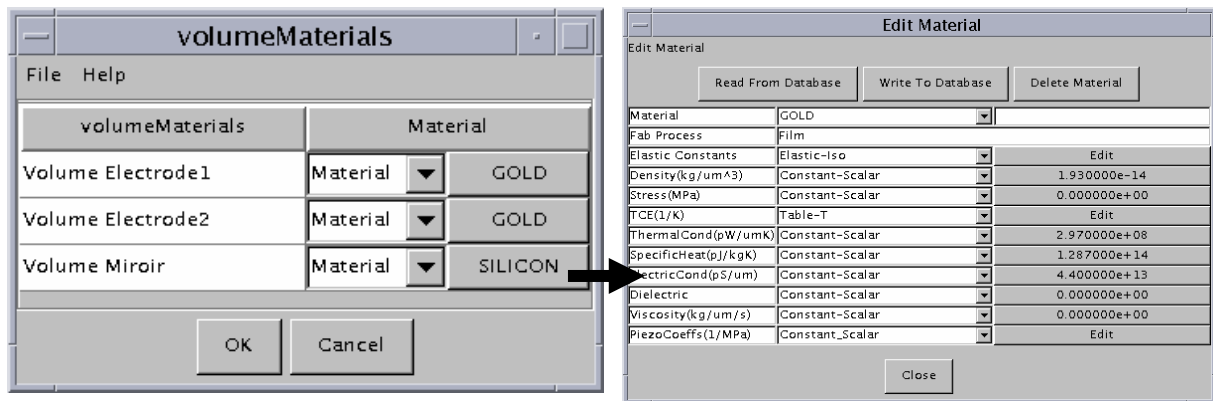 volumeMaterials
File Help
volumeMaterials Material
Volume Electrode1 Material GOLD
Volume Electrode2 Material GOLD
Volume Miroir Material SILICON
OK Cancel
Edit Material
Edit Material
Read From Database Write To Database Delete Material
Material GOLD
Fab Process Film
Elastic Constants Elastic-Iso Edit
Density(kg/um^3) Constant-Scalar 1.930000e-14
Stress(MPa) Constant-Scalar 0.000000e+00
TCE(1/K) Table-T Edit
ThermalCond(pW/umK) Constant-Scalar 2.970000e+08
SpecificHeat(pJ/kgK) Constant-Scalar 1.287000e+14
lectricCond(pS/um) Constant-Scalar 4.400000e+13
Dielectric Constant-Scalar 0.000000e+00
Viscosity(kg/um/s) Constant-Scalar 0.000000e+00
PiezoCoeffs(1/MPa) Constant_Scalar Edit
Close